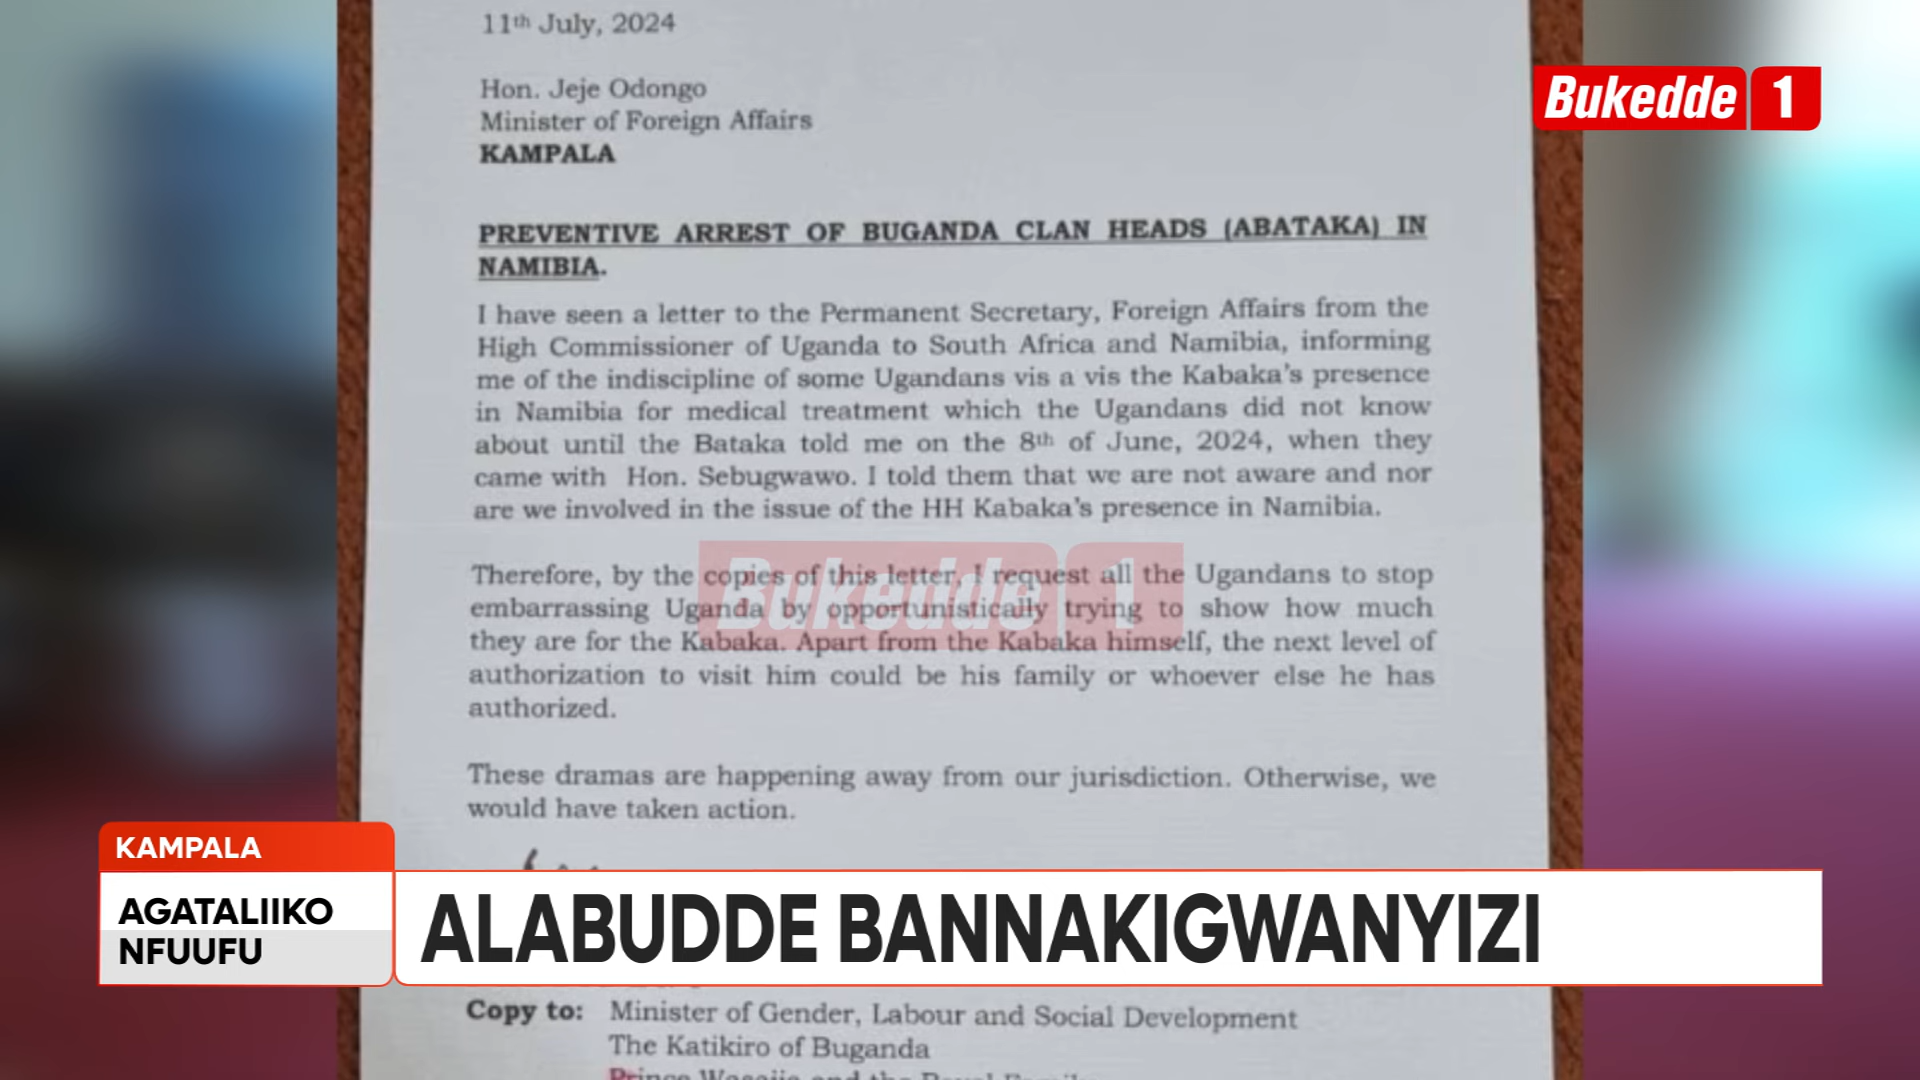 11th July, 2024
Hon. Jeje Odongo
Minister of Foreign Affairs
KAMPALA
PREVENTIVE ARREST OF BUGANDA CLAN HEADS (ABATAKA) IN
NAMIBIA.
I have seen a letter to the Permanent Secretary, Foreign Affairs from the
High Commissioner of Uganda to South Africa and Namibia, informing
me of the indiscipline of some Ugandans vis a vis the Kabaka's presence
in Namibia for medical treatment which the Ugandans did not know
about until the Bataka told me on the 8th of June, 2024, when they
came with Hon. Sebugwawo. I told them that we are not aware and nor
are we involved in the issue of the HH Kabaka's presence in Namibia.
Therefore, by the copies of this letter, I request all the Ugandans to stop
embarrassing Uganda by opportunistically trying to show how much
they are for the Kabaka. Apart from the Kabaka himself, the next level of
authorization to visit him could be his family or whoever else he has
authorized.
These dramas are happening away from our jurisdiction. Otherwise, we
would have taken action.
Copy to: Minister of Gender, Labour and Social Development
The Katikiro of Buganda
Bukedde 1
Bukedde 1
KAMPALA
AGATALIIKO
NFUUFU
ALABUDDE BANNAKIGWANYIZI